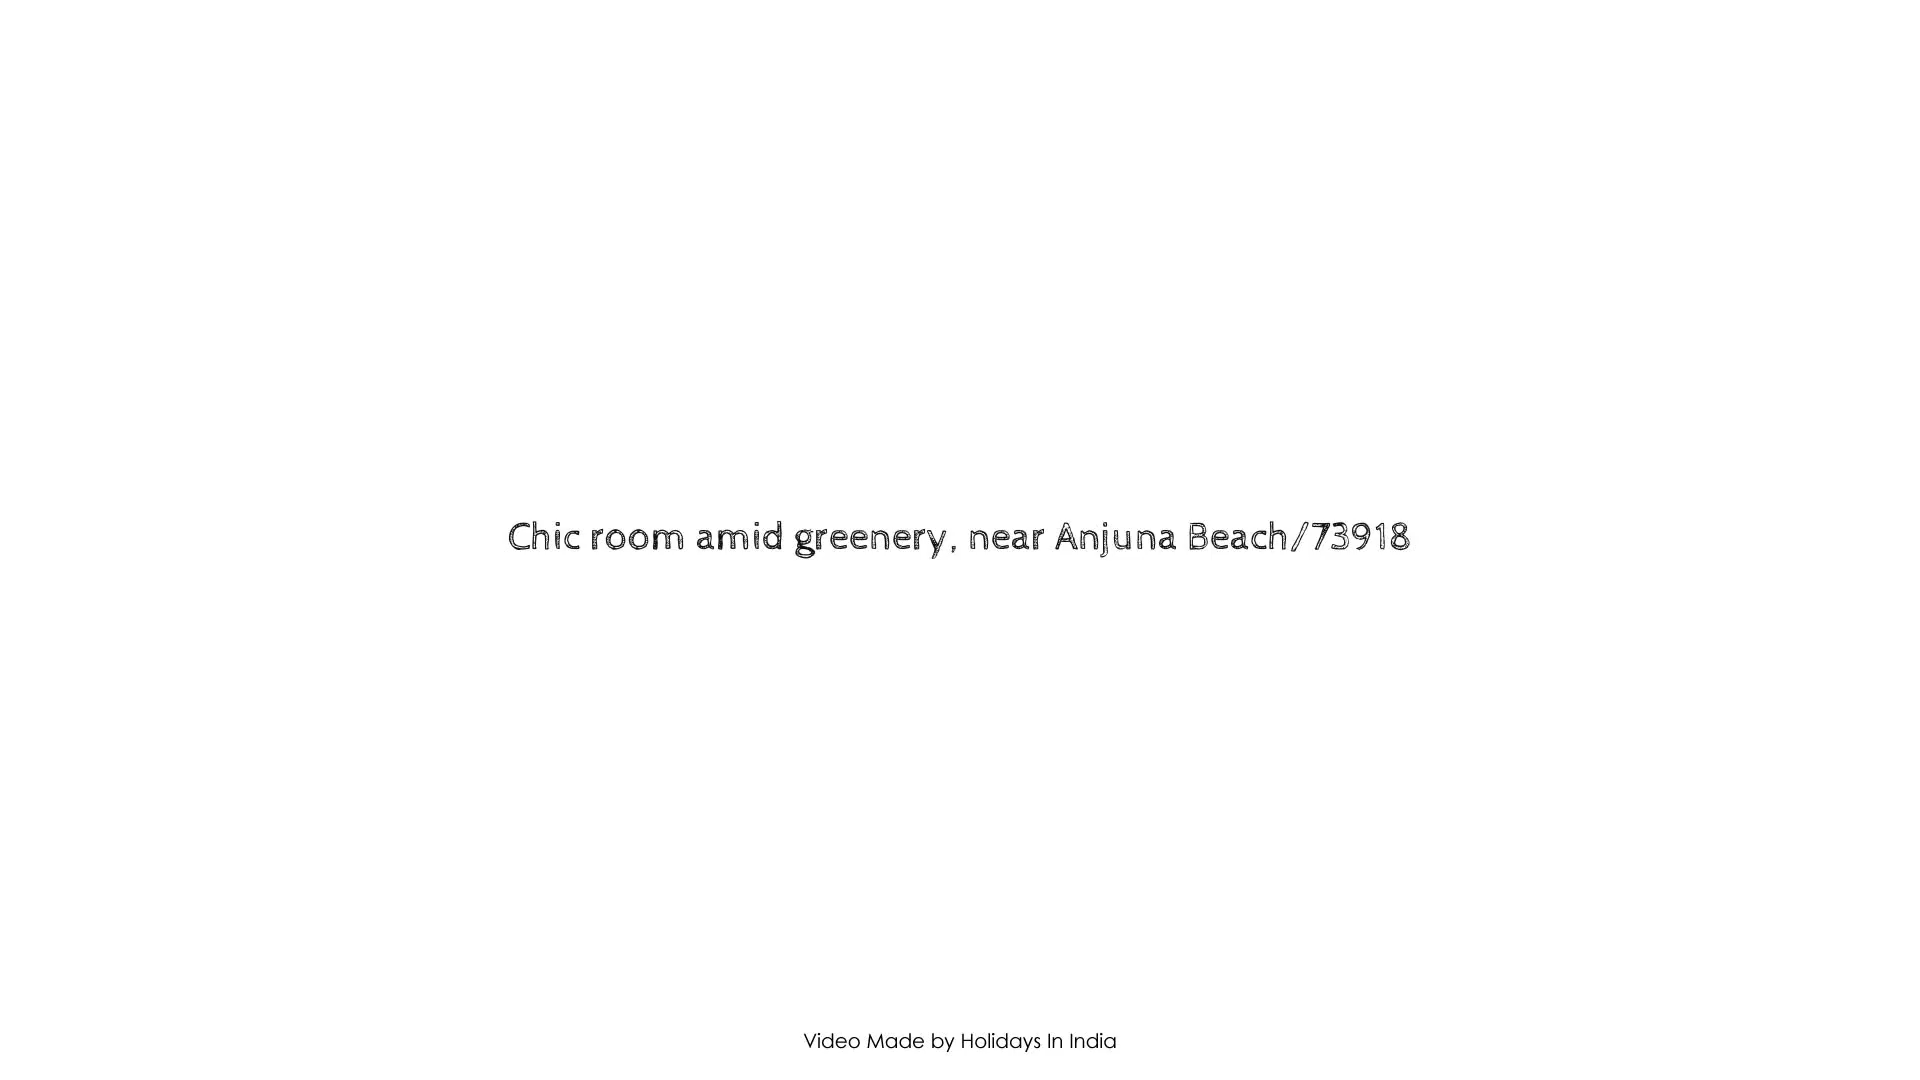 Chic room amid greenery, near Anjuna Beach/73918
Video Made by Holidays In India